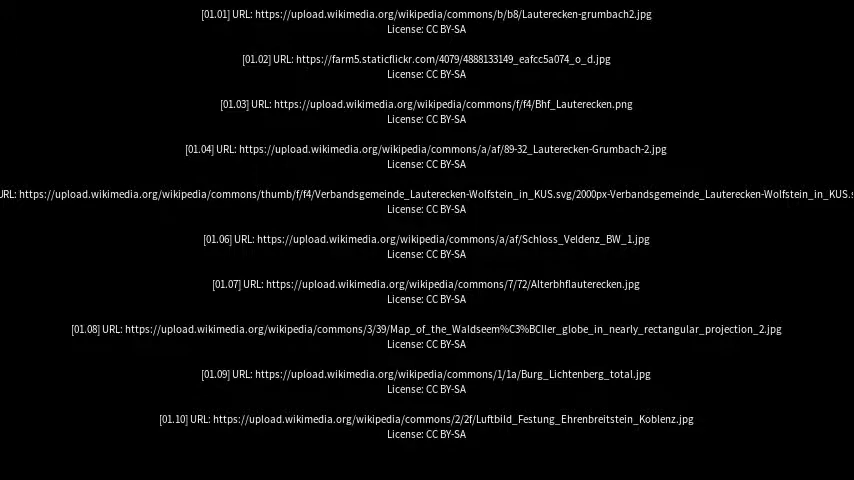 [01.01] URL: https://upload.wikimedia.org/wikipedia/commons/b/b8/Lauterecken-grumbach2.jpg
License: CC BY-SA
[01.02] URL: https://farm5.staticflickr.com/4079/4888133149_eafcc5a074_o_d.jpg
License: CC BY-SA
[01.03] URL: https://upload.wikimedia.org/wikipedia/commons/f/f4/Bhf_Lauterecken.png
License: CC BY-SA
[01.04] URL: https://upload.wikimedia.org/wikipedia/commons/a/af/89-32_Lauterecken-Grumbach-2.jpg
License: CC BY-SA
URL: https://upload.wikimedia.org/wikipedia/commons/thumb/f/f4/Verbandsgemeinde_Lauterecken-Wolfstein_in_KUS.svg/2000px-Verbandsgemeinde_Lauterecken-Wolfstein_in_KUS.s
License: CC BY-SA
[01.06] URL: https://upload.wikimedia.org/wikipedia/commons/a/af/Schloss_Veldenz_BW_1.jpg
License: CC BY-SA
[01.07] URL: https://upload.wikimedia.org/wikipedia/commons/7/72/Alterbhflauterecken.jpg
License: CC BY-SA
[01.08] URL: https://upload.wikimedia.org/wikipedia/commons/3/39/Map_of_the_Waldseem%C3%BCller_globe_in_nearly_rectangular_projection_2.jpg
License: CC BY-SA
[01.09] URL: https://upload.wikimedia.org/wikipedia/commons/1/1a/Burg_Lichtenberg_total.jpg
License: CC BY-SA
[01.10] URL: https://upload.wikimedia.org/wikipedia/commons/2/2f/Luftbild_Festung_Ehrenbreitstein_Koblenz.jpg
License: CC BY-SA